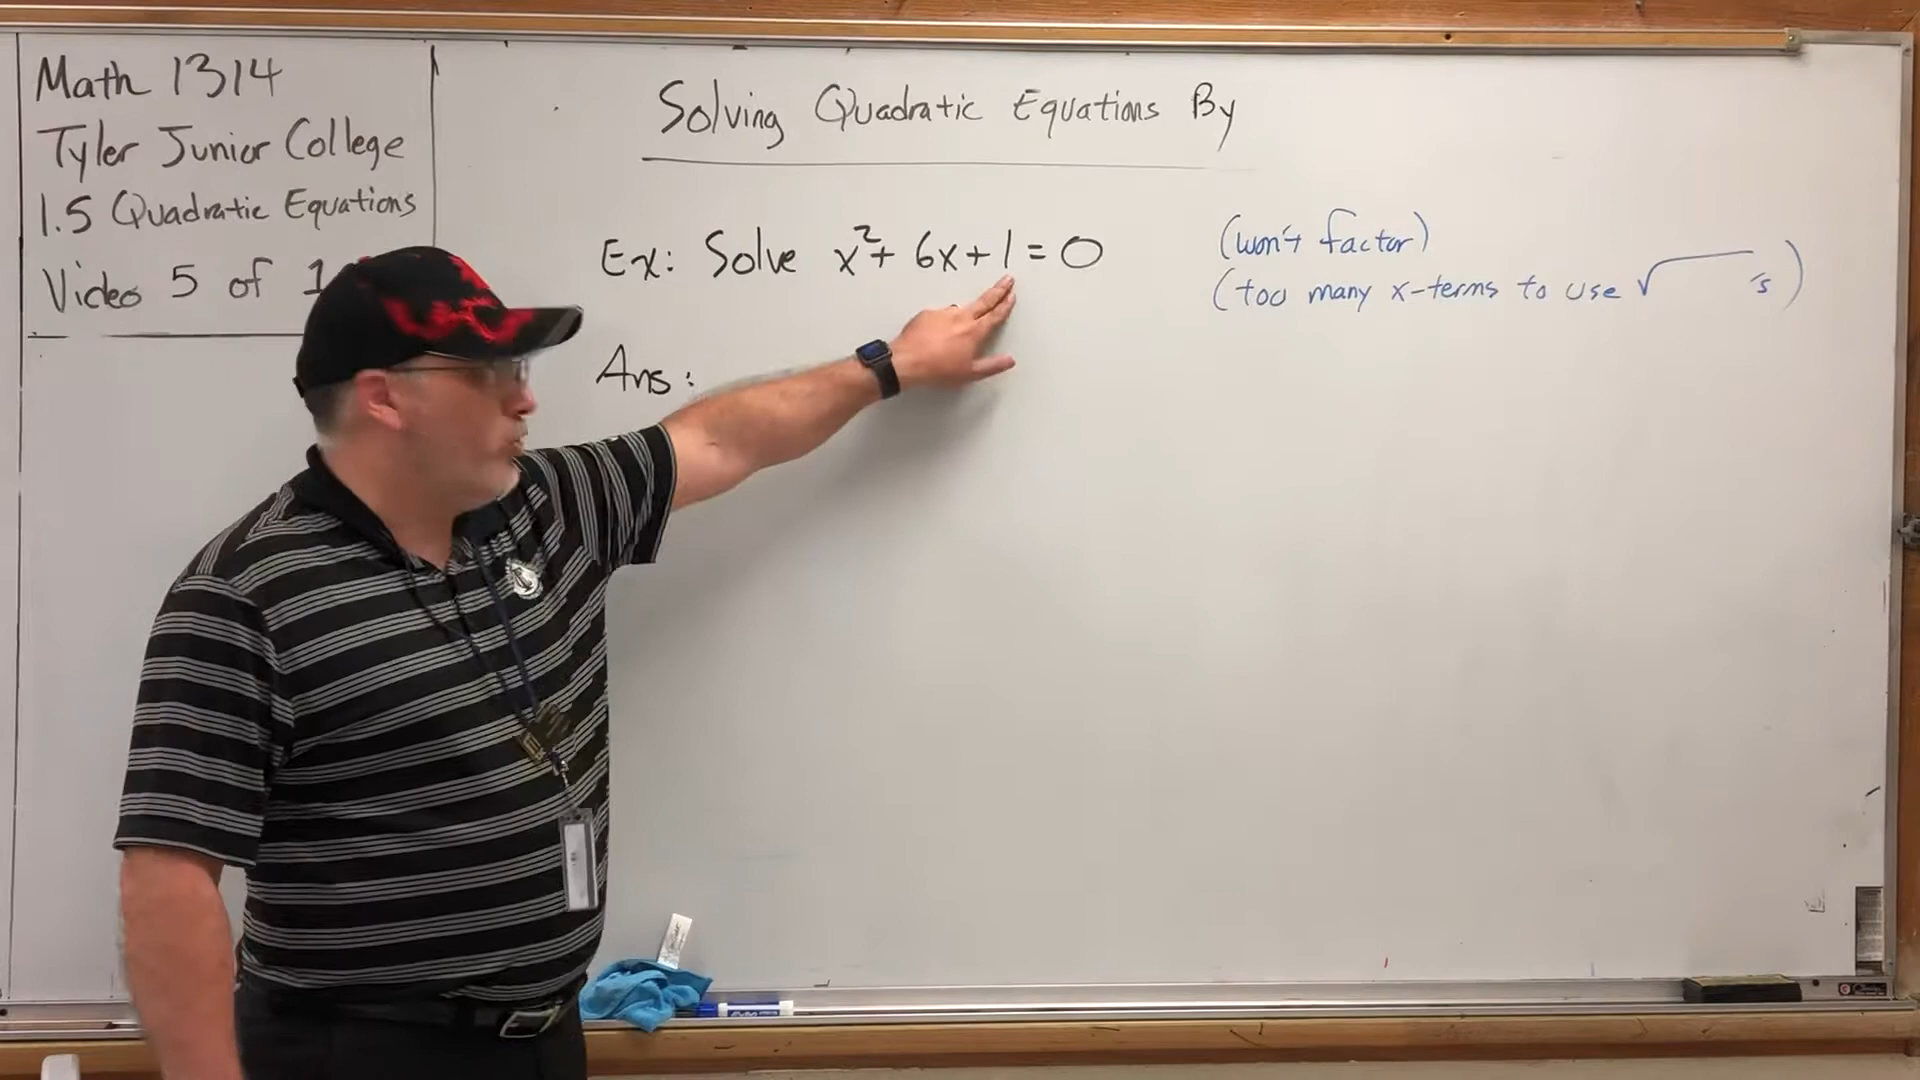 Math 1314
Tyler Junior College
1.5 Quadratic Equations
Video 5 of 1
Solving Quadratic Equations By
Ex: Solve x² + 6x + 1 = 0
(won't factor)
(too many x-terms to use √ 's)
Ans: